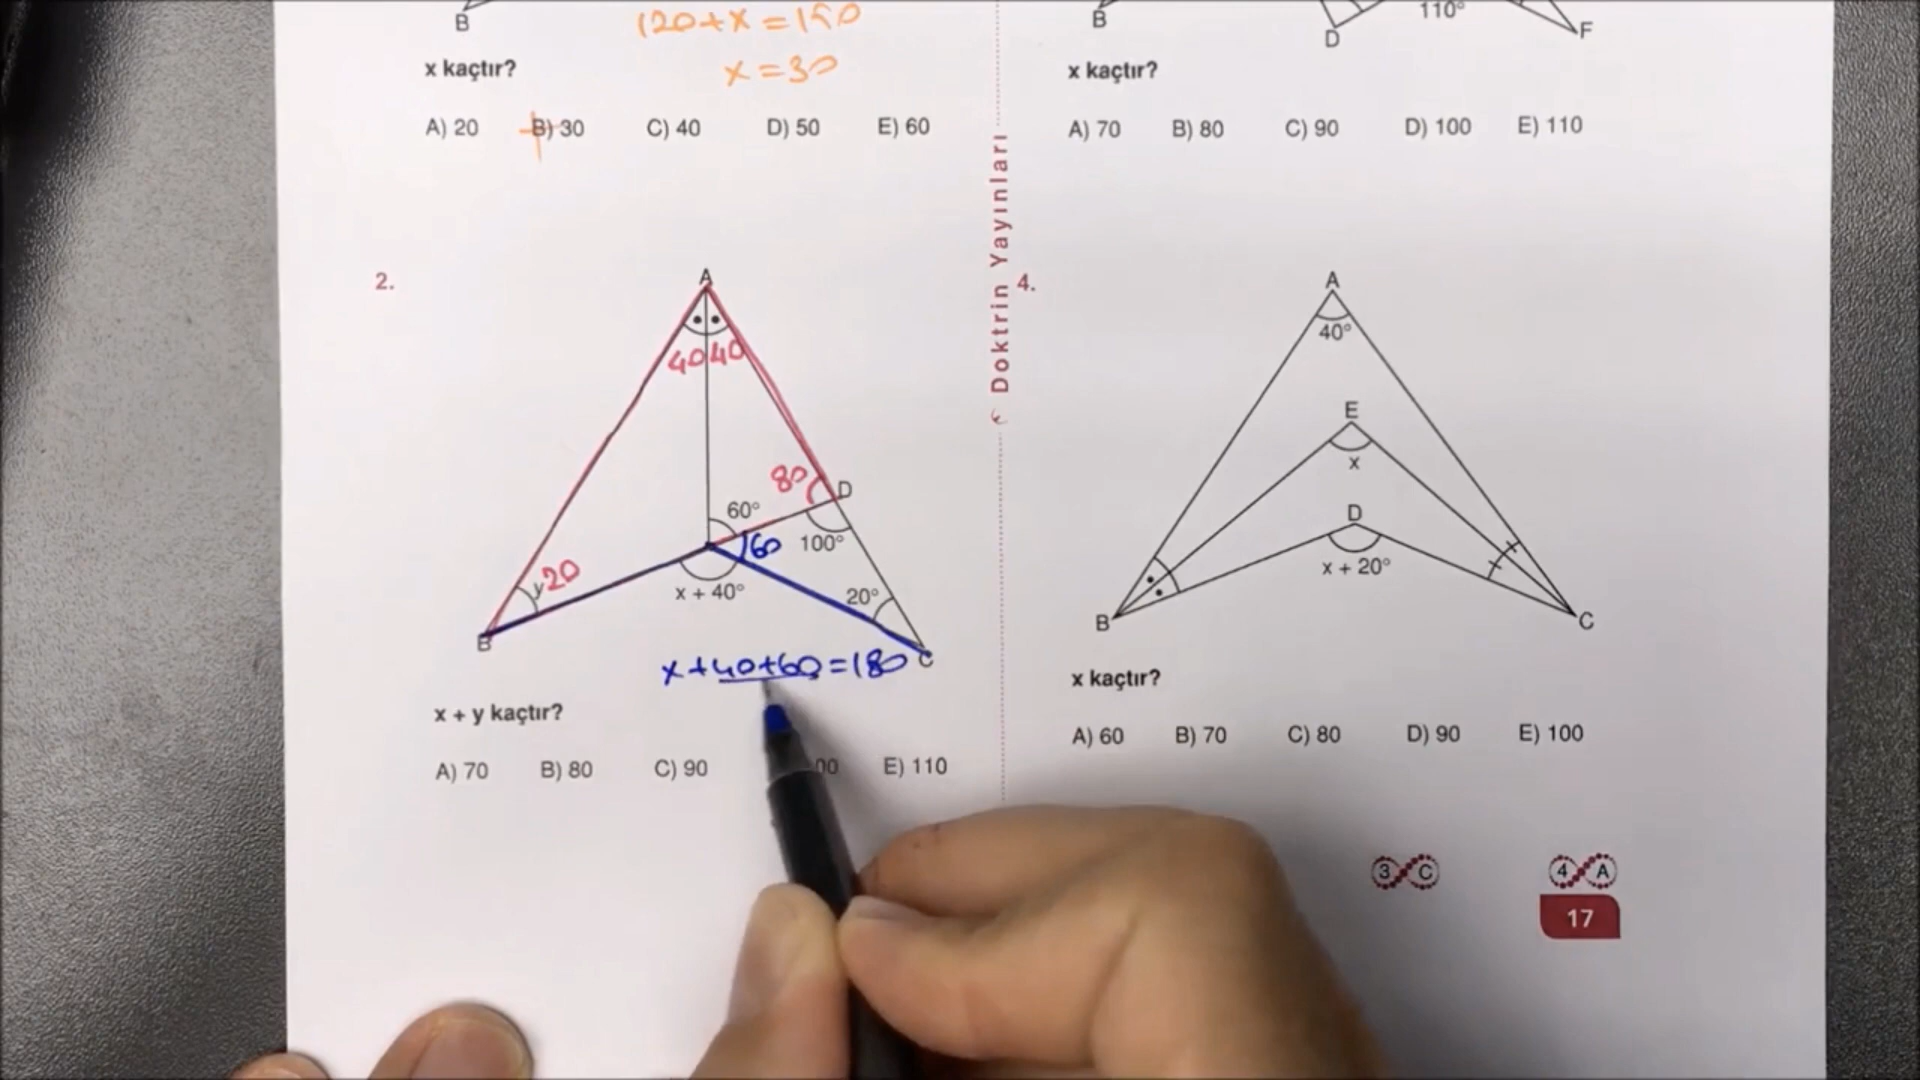 B
120+x=150
x=30
x kaçtır?
A) 20 B) 30 C) 40 D) 50 E) 60
2.
A
40 40
80
D
60°
60
100°
y 20
x + 40°
20°
B
C
x+40+60=180
x + y kaçtır?
A) 70 B) 80 C) 90 00 E) 110
Doktrin Yayınları
B
110°
D
F
x kaçtır?
A) 70 B) 80 C) 90 D) 100 E) 110
4.
A
40°
E
x
D
x + 20°
B
C
x kaçtır?
A) 60 B) 70 C) 80 D) 90 E) 100
3 C 4 A
17